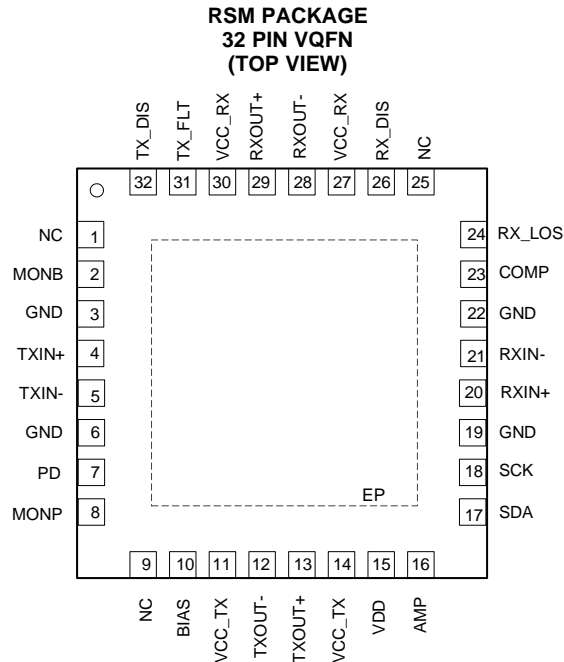 RSM PACKAGE
32 PIN VQFN
(TOP VIEW)
TX_DIS
TX_FLT
VCC_RX
RXOUT+
RXOUT-
VCC_RX
RX_DIS
NC
32 31 30 29 28 27 26 25
NC 1
MONB 2
GND 3
TXIN+ 4
TXIN- 5
GND 6
PD 7
MONP 8
24 RX_LOS
23 COMP
22 GND
21 RXIN-
20 RXIN+
19 GND
18 SCK
17 SDA
EP
9 10 11 12 13 14 15 16
NC
BIAS
VCC_TX
TXOUT-
TXOUT+
VCC_TX
VDD
AMP